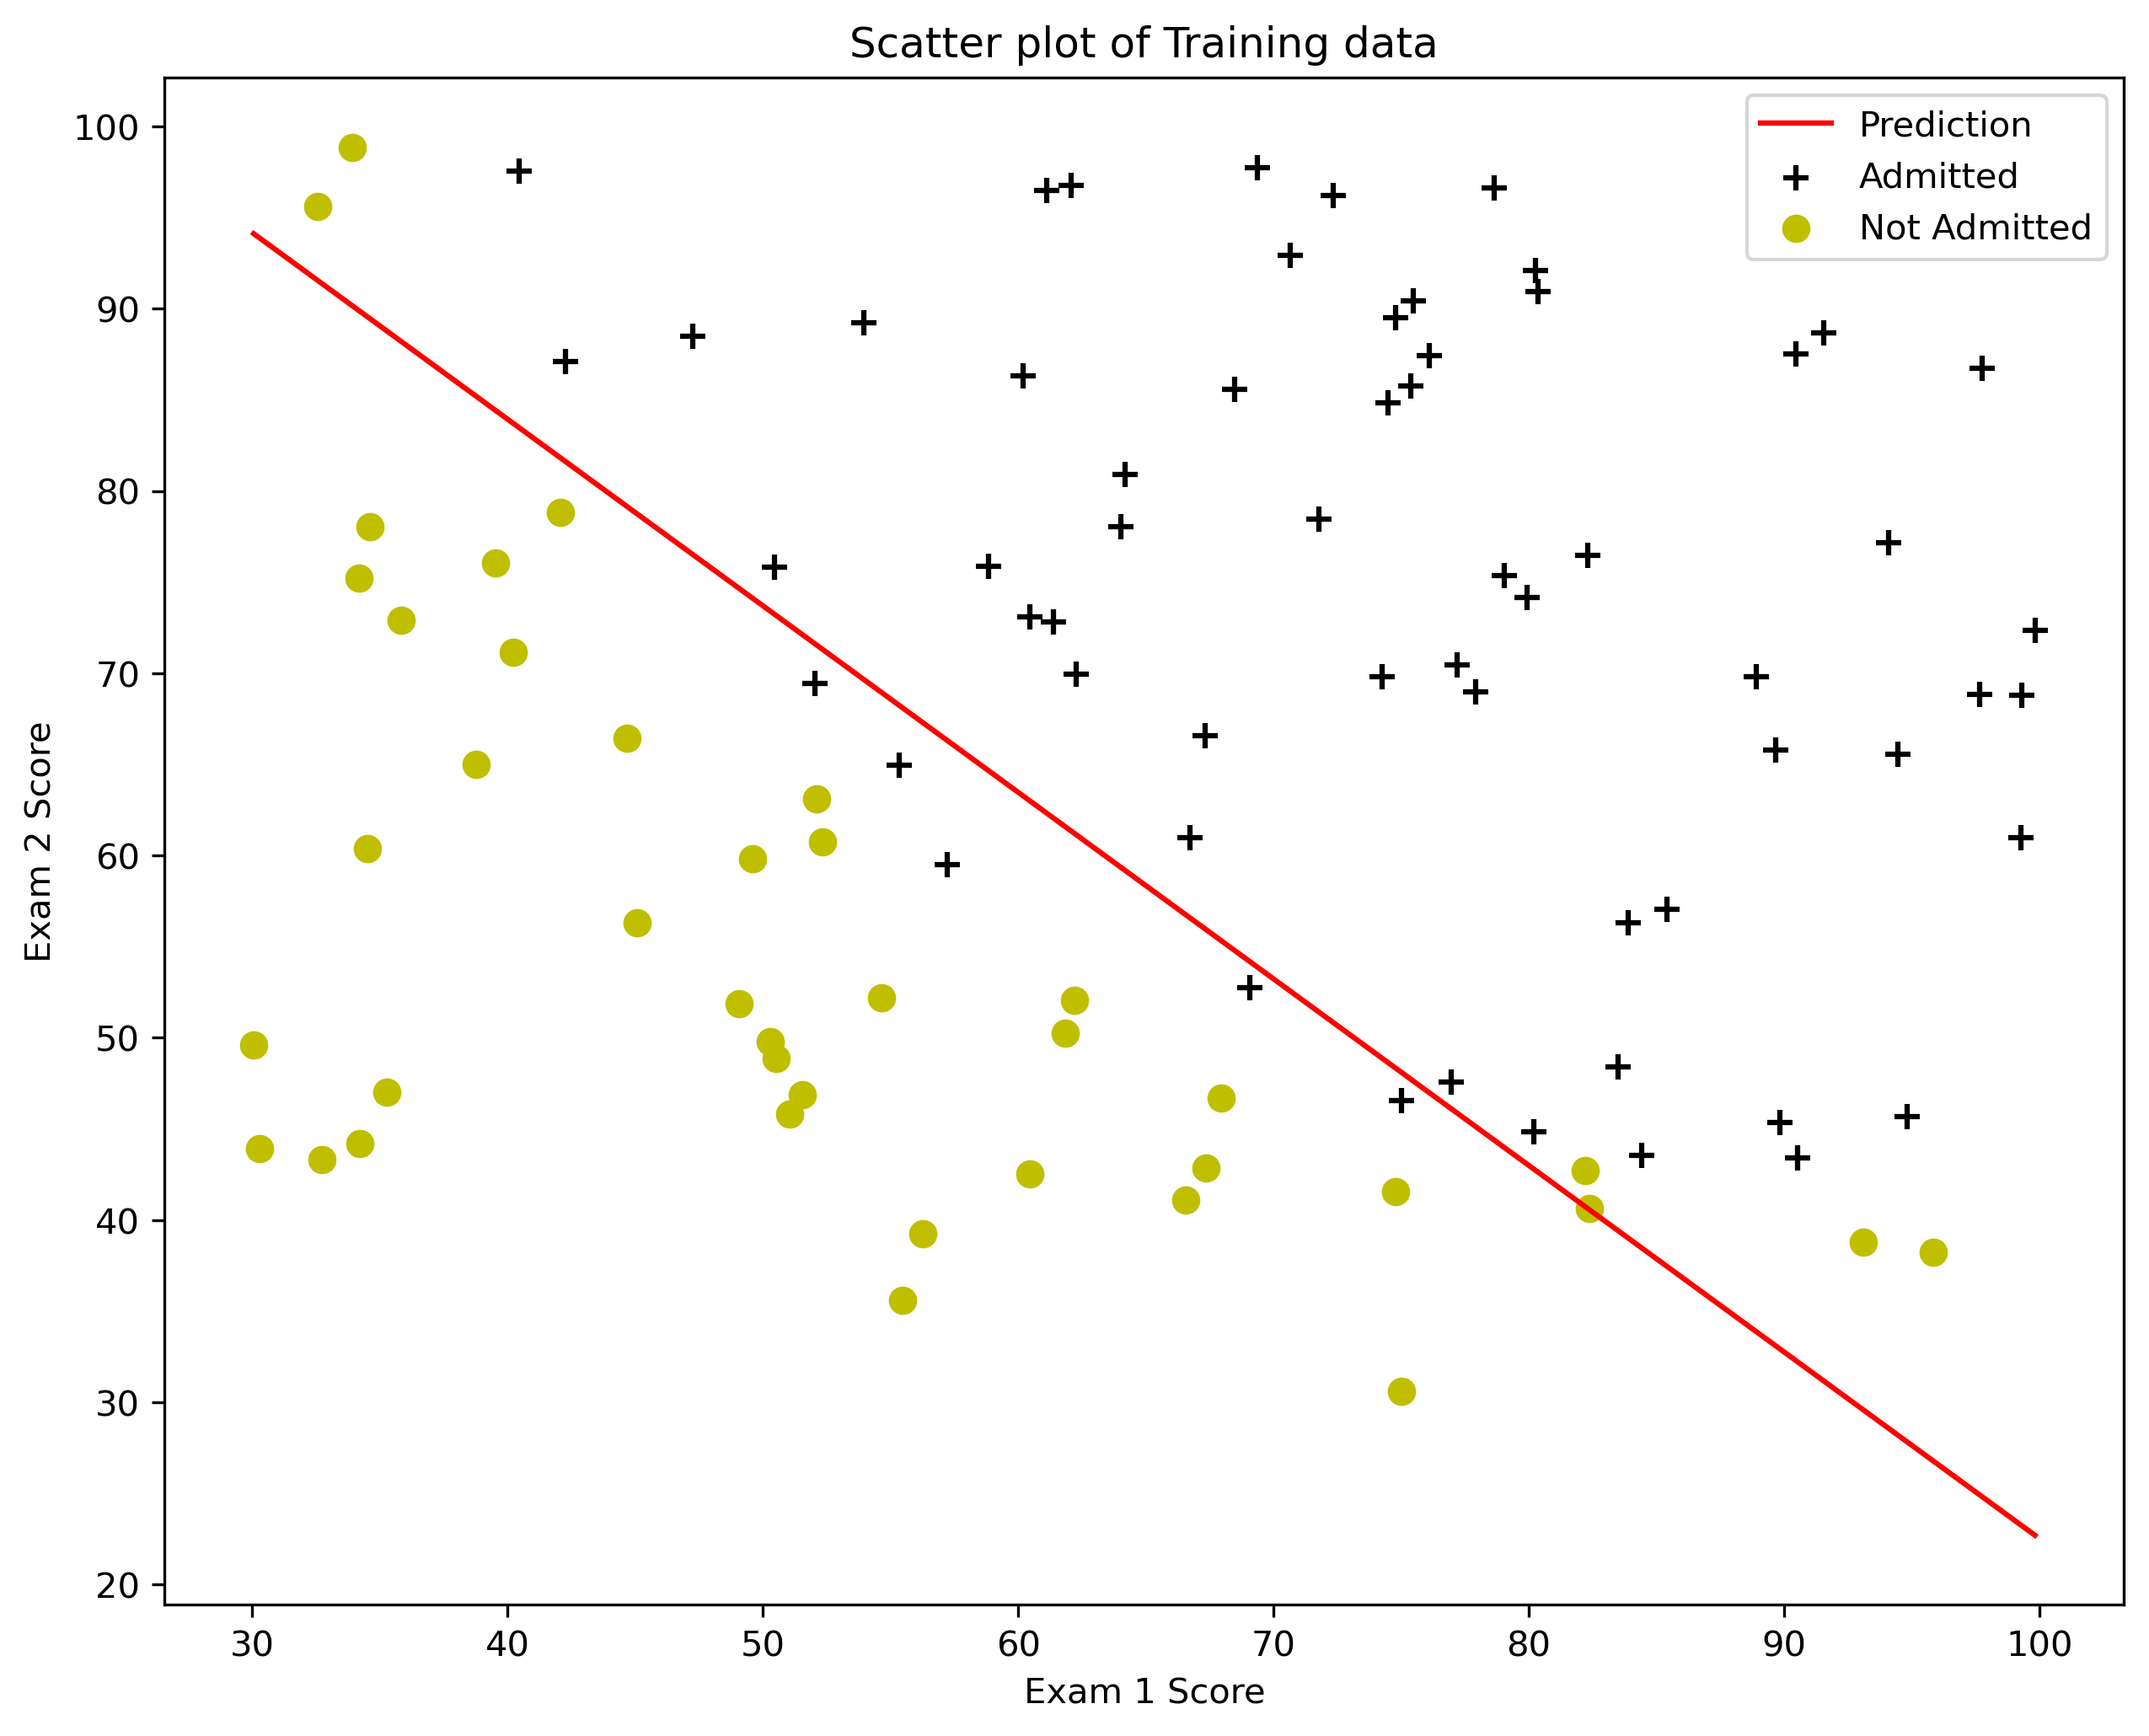 Scatter plot of Training data
Prediction
Admitted
Not Admitted
100
90
80
70
60
50
40
30
20
Exam 2 Score
30 40 50 60 70 80 90 100
Exam 1 Score